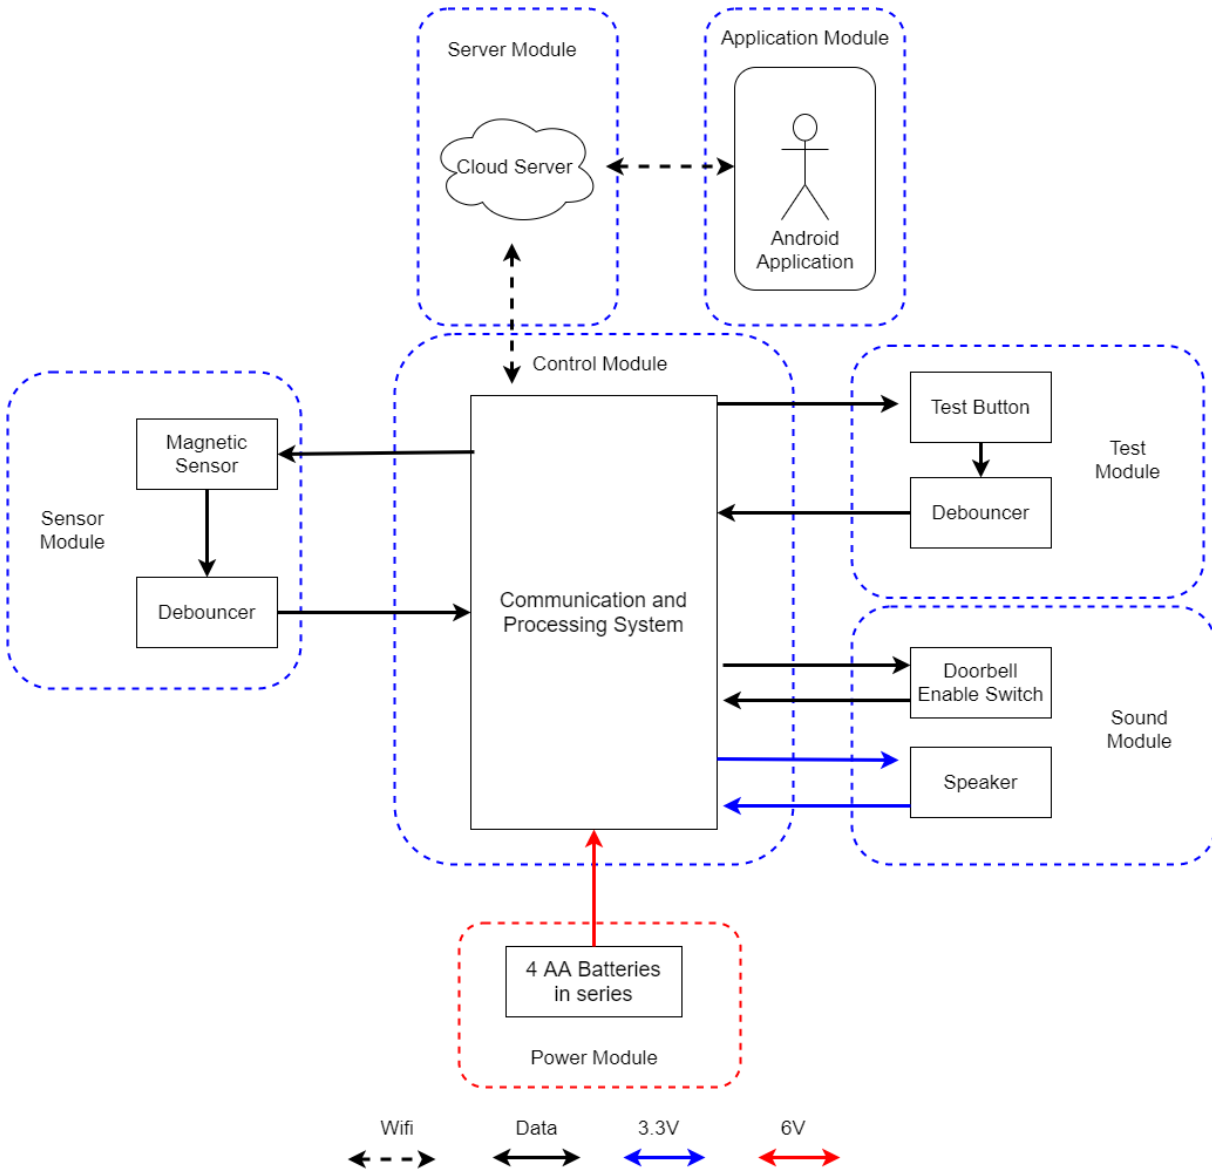 Server Module
Application Module
Cloud Server
Android
Application
Control Module
Magnetic
Sensor
Sensor
Module
Debouncer
Communication and
Processing System
Test Button
Test
Module
Debouncer
Doorbell
Enable Switch
Sound
Module
Speaker
4 AA Batteries
in series
Power Module
Wifi
Data
3.3V
6V